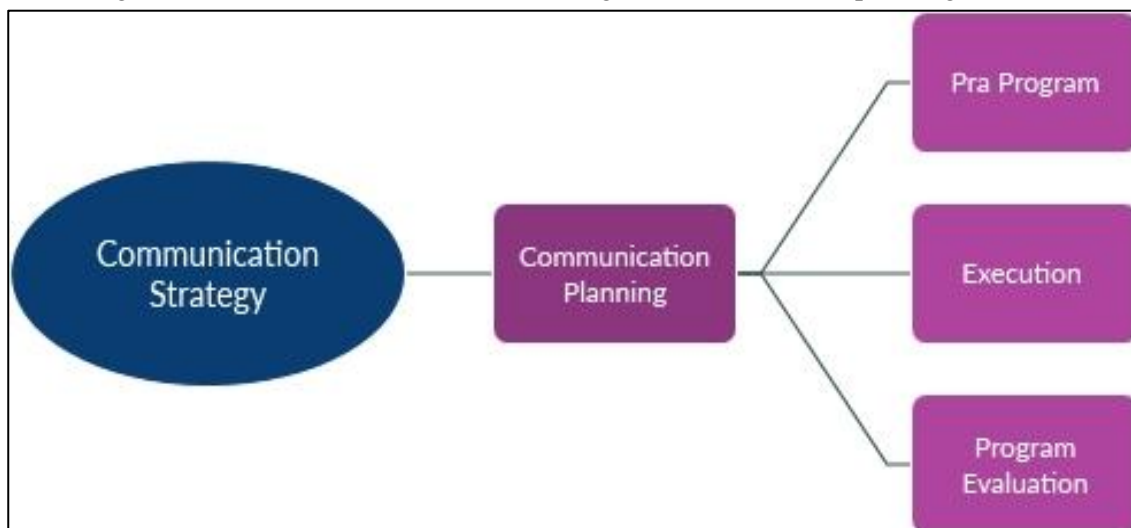 Communication
Strategy
Communication
Planning
Pra Program
Execution
Program
Evaluation